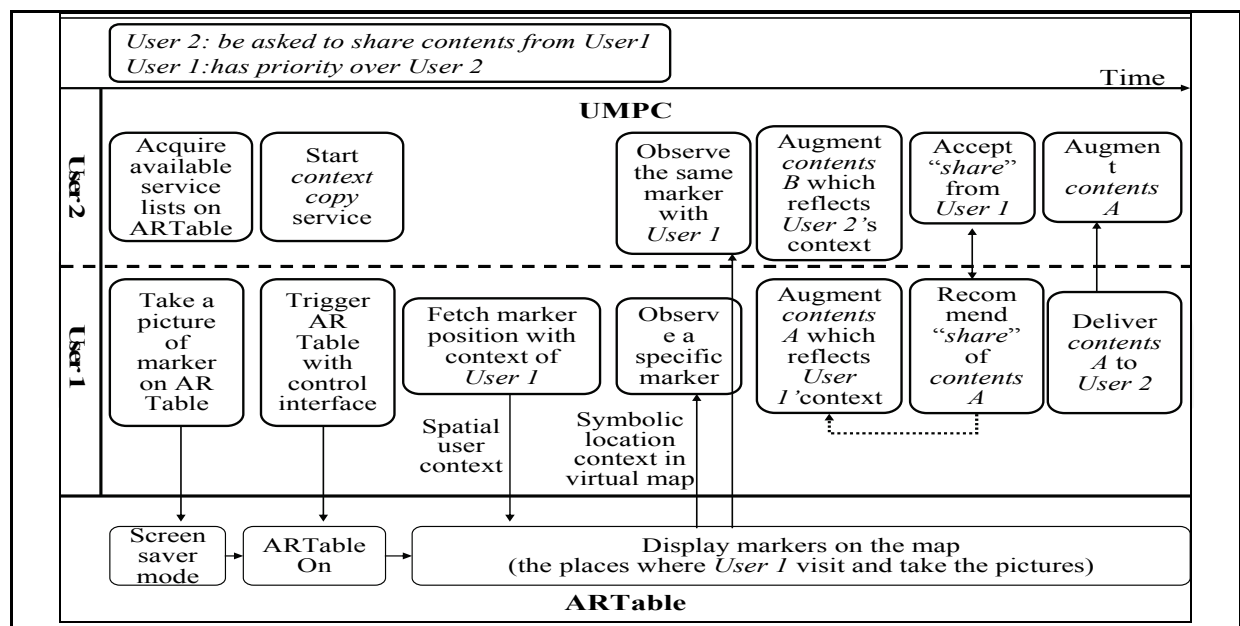 User 2: be asked to share contents from User1
User 1:has priority over User 2
Time
UMPC
User 2
Acquire
available
service
lists on
ARTable
Start
context
copy
service
Observe
the same
marker
with
User 1
Augment
contents
B which
reflects
User 2's
context
Accept
“share”
from
User 1
Augmen
t
contents
A
User 1
Take a
picture
of
marker
on AR
Table
Trigger
AR
Table
with
control
interface
Fetch marker
position with
context of
User 1
Observ
e a
specific
marker
Augment
contents
A which
reflects
User
1'context
Recom
mend
“share”
of
contents
A
Deliver
contents
A to
User 2
Spatial
user
context
Symbolic
location
context in
virtual map
Screen
saver
mode
ARTable
On
Display markers on the map
(the places where User 1 visit and take the pictures)
ARTable